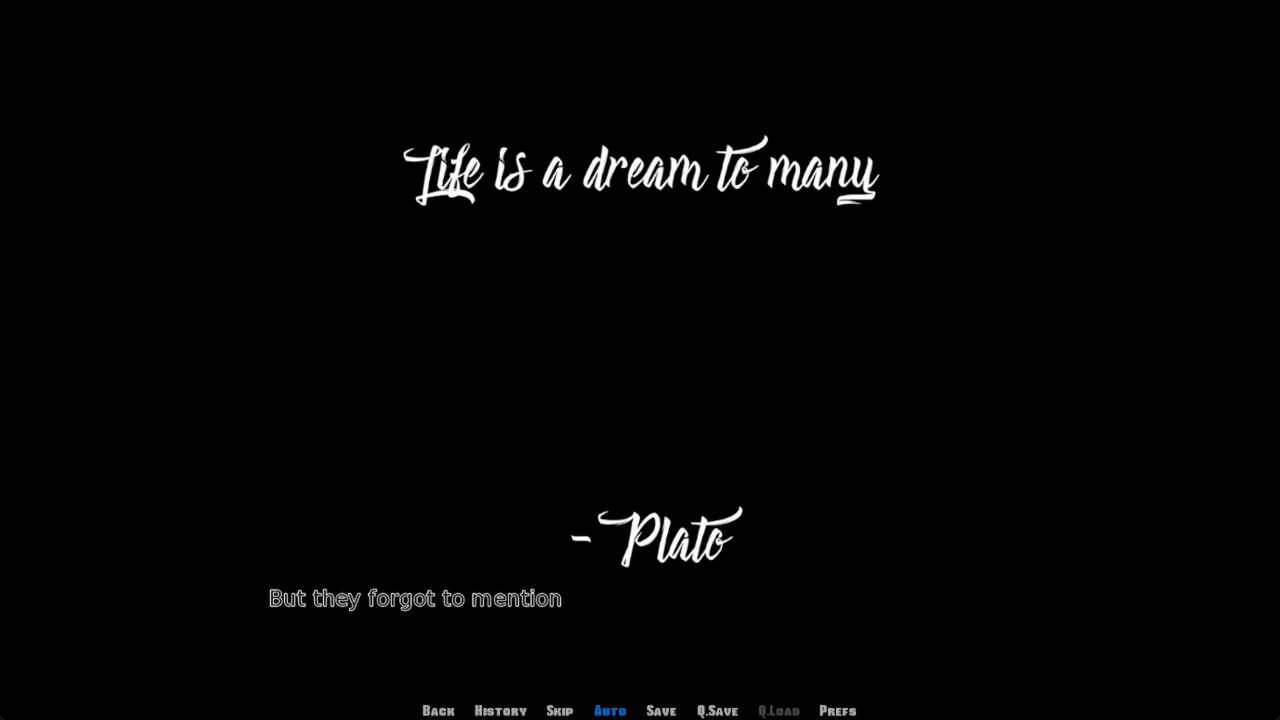 Life is a dream to many
- Plato
But they forgot to mention
Back History Skip Auto Save Q.Save Q.Load Prefs